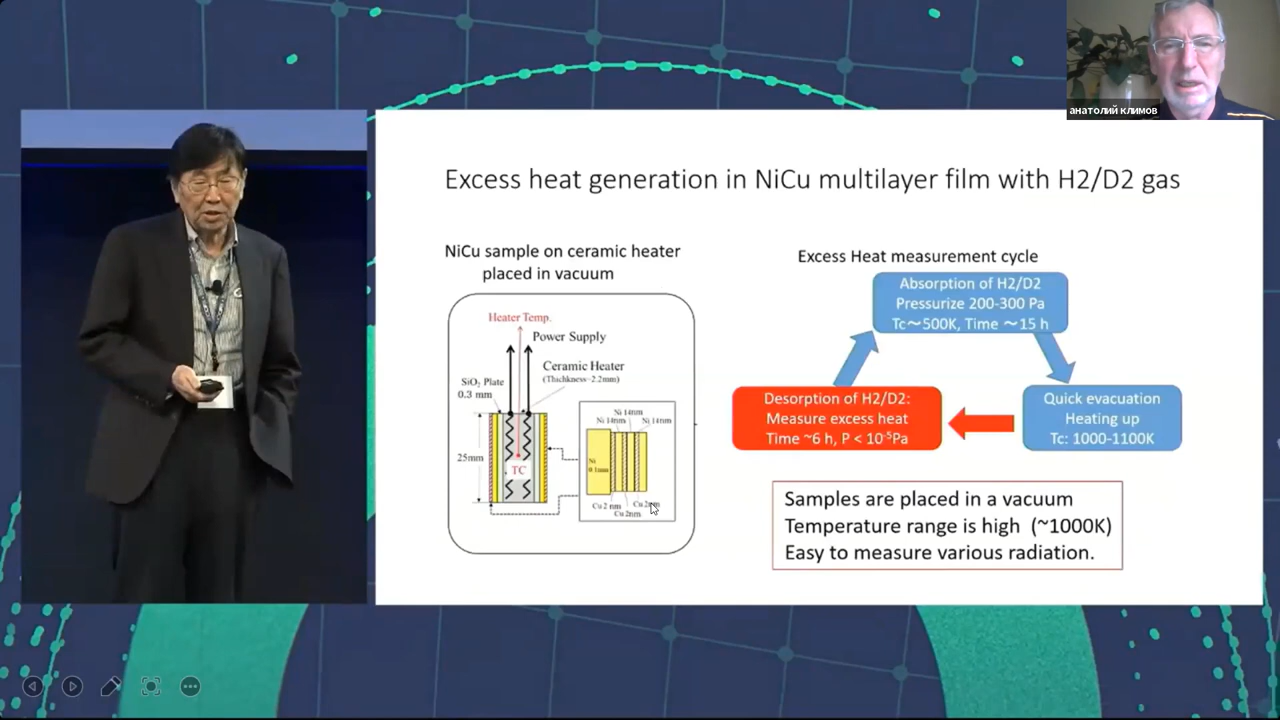 анатолий климов
Excess heat generation in NiCu multilayer film with H2/D2 gas
NiCu sample on ceramic heater
placed in vacuum
Heater Temp.
Power Supply
Ceramic Heater
(Thichkness~2.2mm)
SiO2 Plate
0.3 mm
25mm
TC
Ni 14nm
Ni 14nm
Ni 14nm
Ni
0.1mm
Cu 2 nm
Cu 2nm
Cu 2nm
Excess Heat measurement cycle
Absorption of H2/D2
Pressurize 200-300 Pa
Tc～500K, Time ～15 h
Quick evacuation
Heating up
Tc: 1000-1100K
Desorption of H2/D2:
Measure excess heat
Time ~6 h, P < 10-5Pa
Samples are placed in a vacuum
Temperature range is high (~1000K)
Easy to measure various radiation.